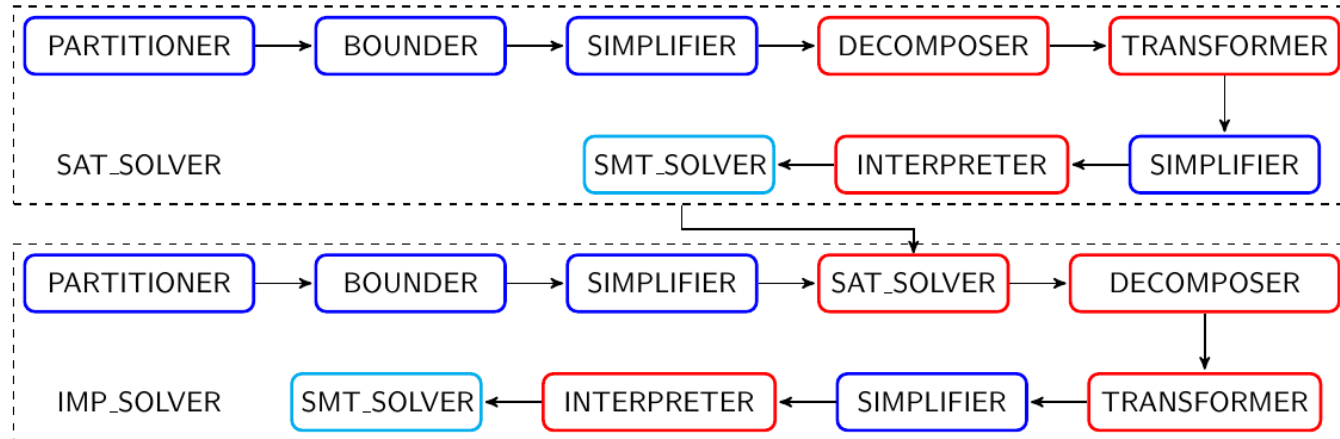 PARTITIONER BOUNDER SIMPLIFIER DECOMPOSER TRANSFORMER
SAT_SOLVER SMT_SOLVER INTERPRETER SIMPLIFIER
PARTITIONER BOUNDER SIMPLIFIER SAT_SOLVER DECOMPOSER
IMP_SOLVER SMT_SOLVER INTERPRETER SIMPLIFIER TRANSFORMER